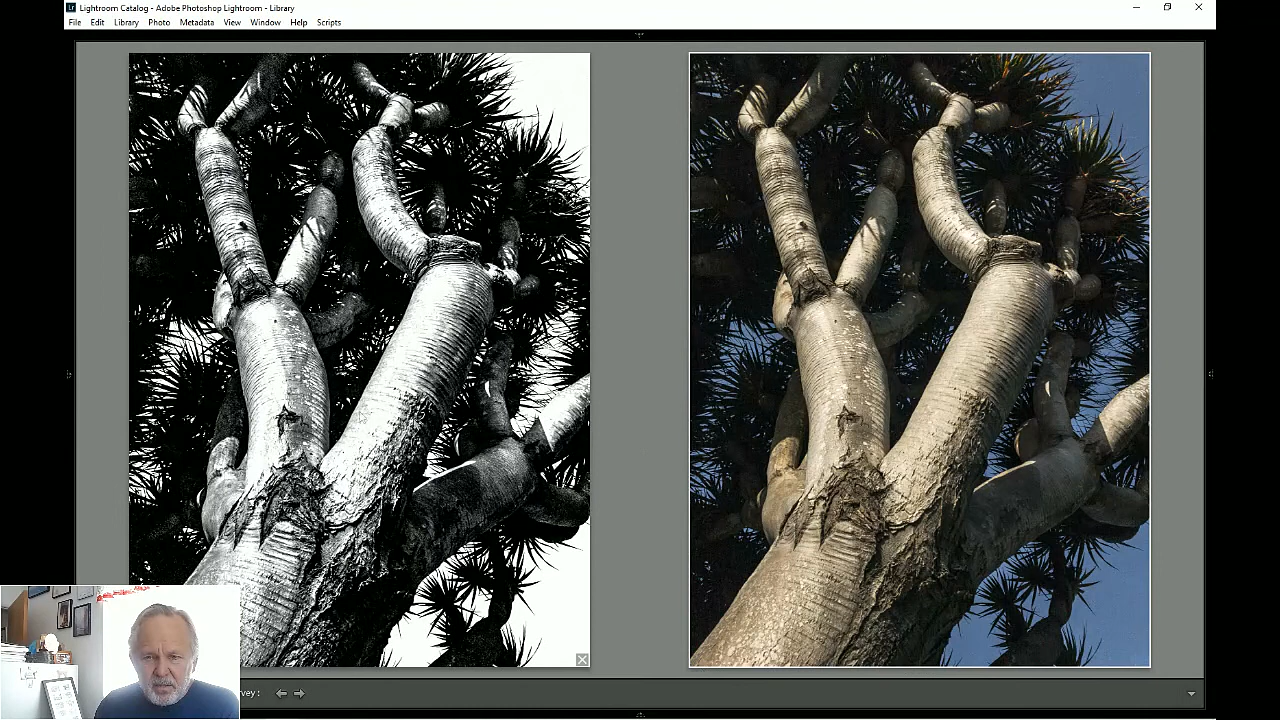 Lightroom Catalog - Adobe Photoshop Lightroom - Library
File Edit Library Photo Metadata View Window Help Scripts
rvey :